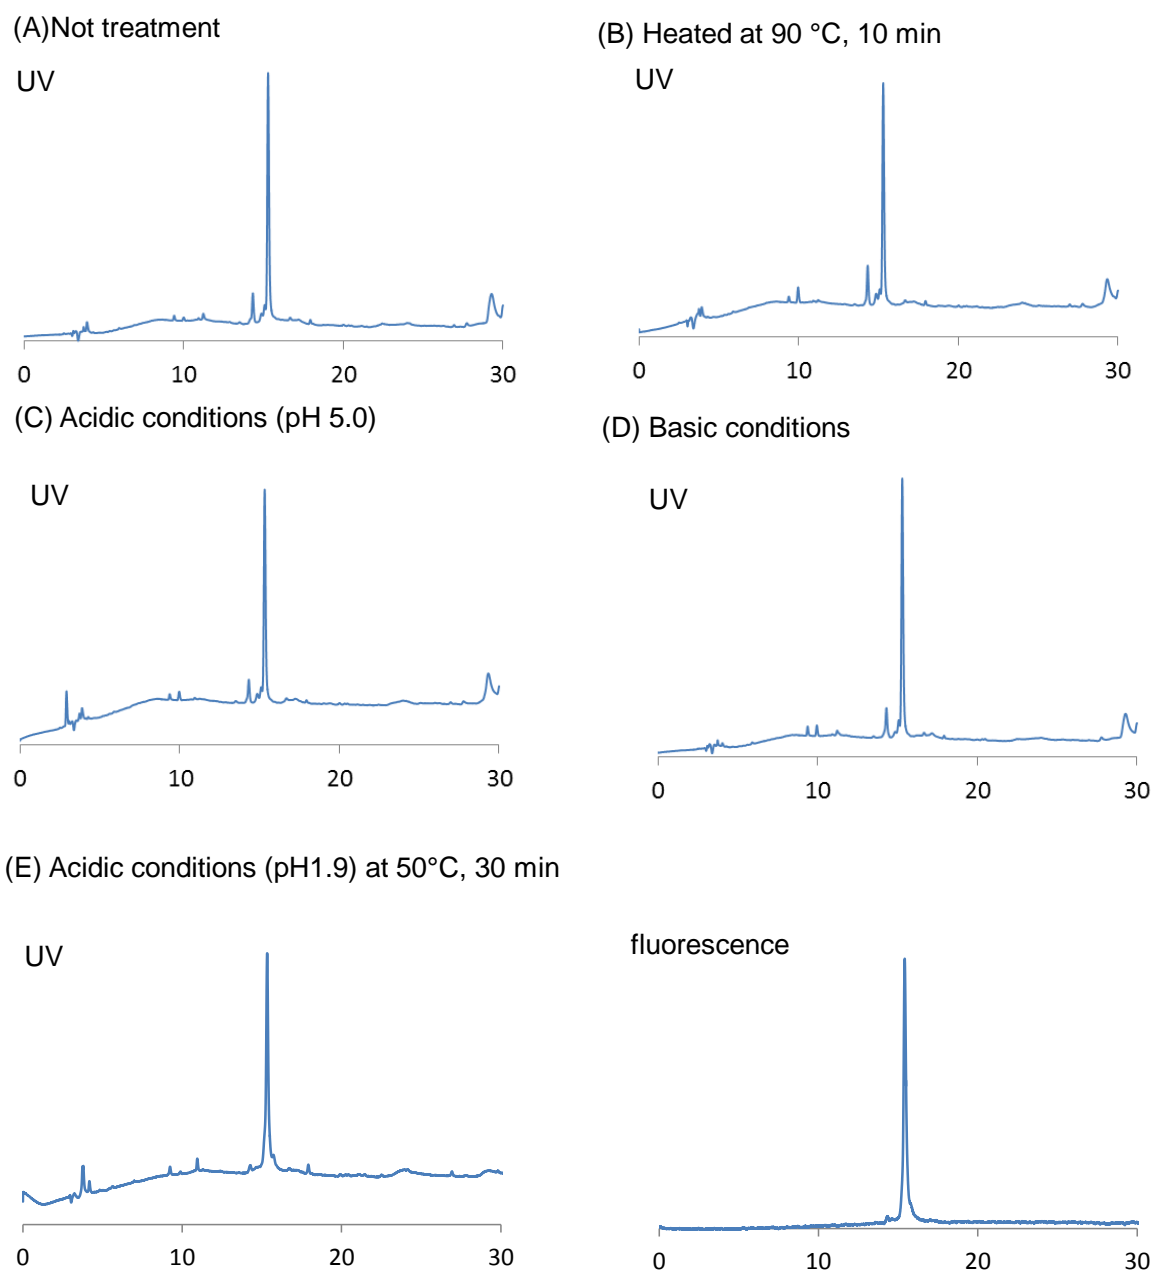 (A)Not treatment
(B) Heated at 90 °C, 10 min
UV
UV
0 10 20 30
0 10 20 30
(C) Acidic conditions (pH 5.0)
(D) Basic conditions
UV
UV
0 10 20 30
0 10 20 30
(E) Acidic conditions (pH1.9) at 50°C, 30 min
UV
fluorescence
0 10 20 30
0 10 20 30